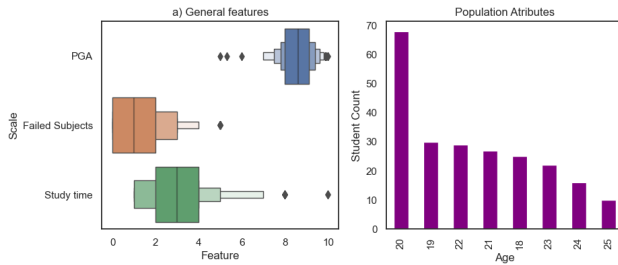 a) General features
Scale
PGA
Failed Subjects
Study time
0 2 4 6 8 10
Feature
Population Atributes
Student Count
70
60
50
40
30
20
10
0
20 19 22 21 18 23 24 25
Age